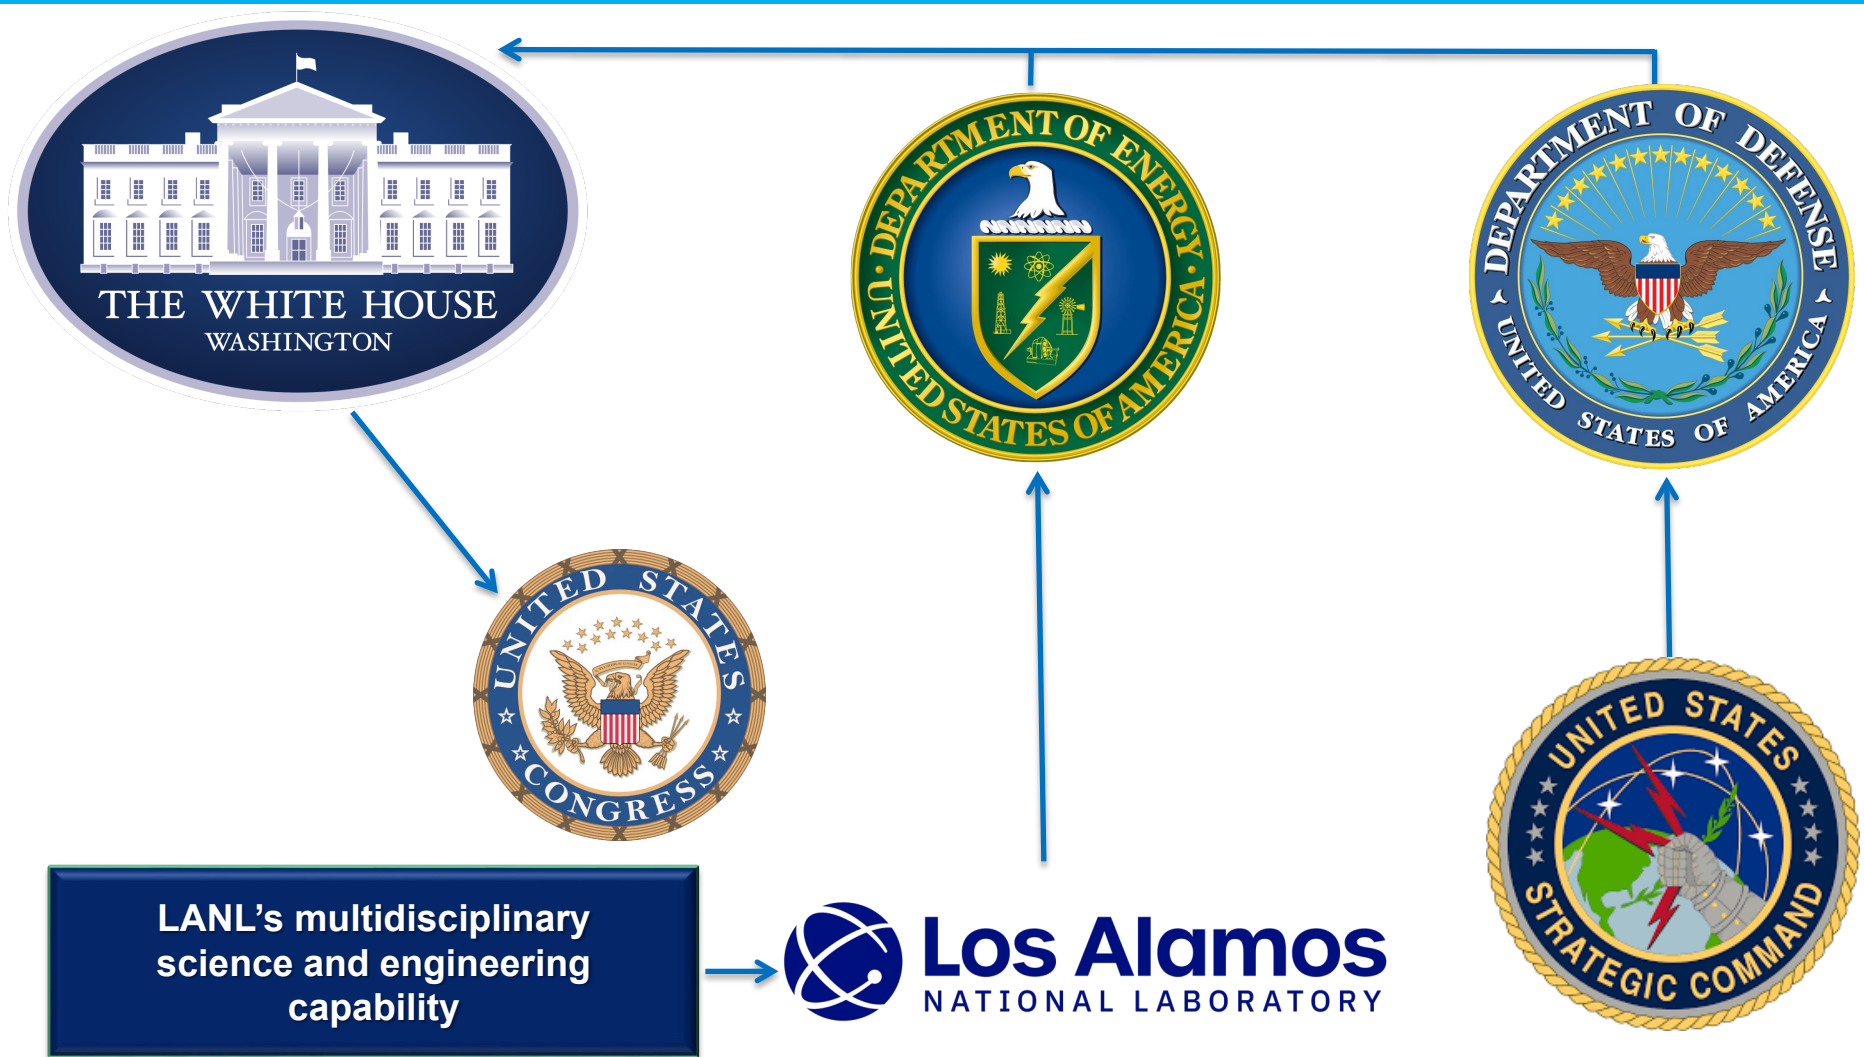 THE WHITE HOUSE
WASHINGTON
DEPARTMENT OF ENERGY
UNITED STATES OF AMERICA
DEPARTMENT OF DEFENSE
UNITED STATES OF AMERICA
UNITED STATES
CONGRESS
UNITED STATES
STRATEGIC COMMAND
LANL’s multidisciplinary
science and engineering
capability
Los Alamos
NATIONAL LABORATORY